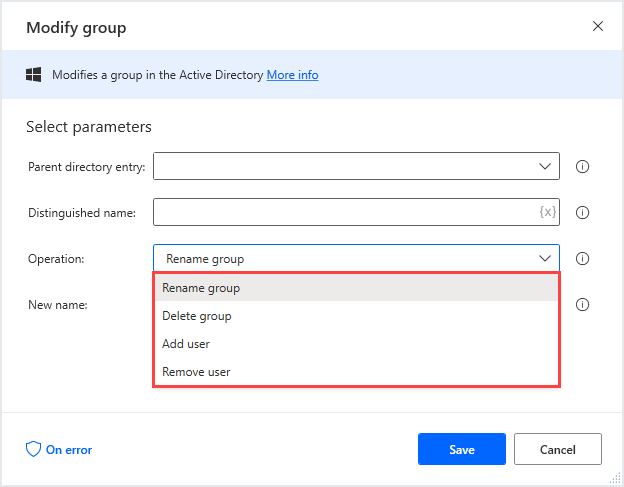 Modify group
Modifies a group in the Active Directory More info
Select parameters
Parent directory entry:
Distinguished name: {x}
Operation: Rename group
Rename group
New name:
Delete group
Add user
Remove user
On error Save Cancel